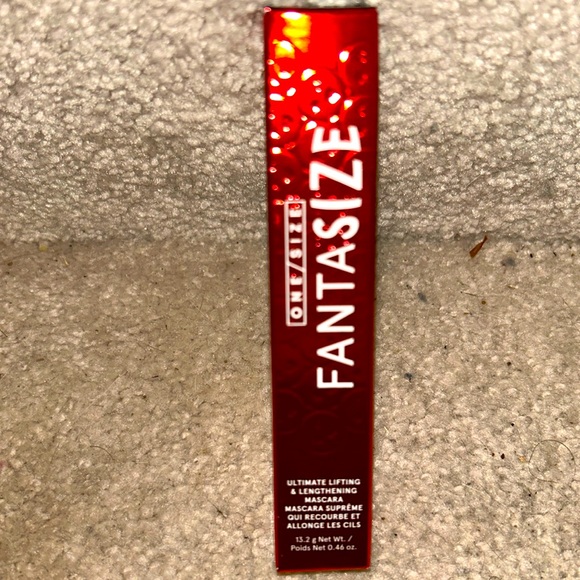 ONE/SIZE
FANTASIZE
ULTIMATE LIFTING
& LENGTHENING
MASCARA
MASCARA SUPRÊME
QUI RECOURBE ET
ALLONGE LES CILS
13.2 g Net Wt. /
Poids Net 0.46 oz.